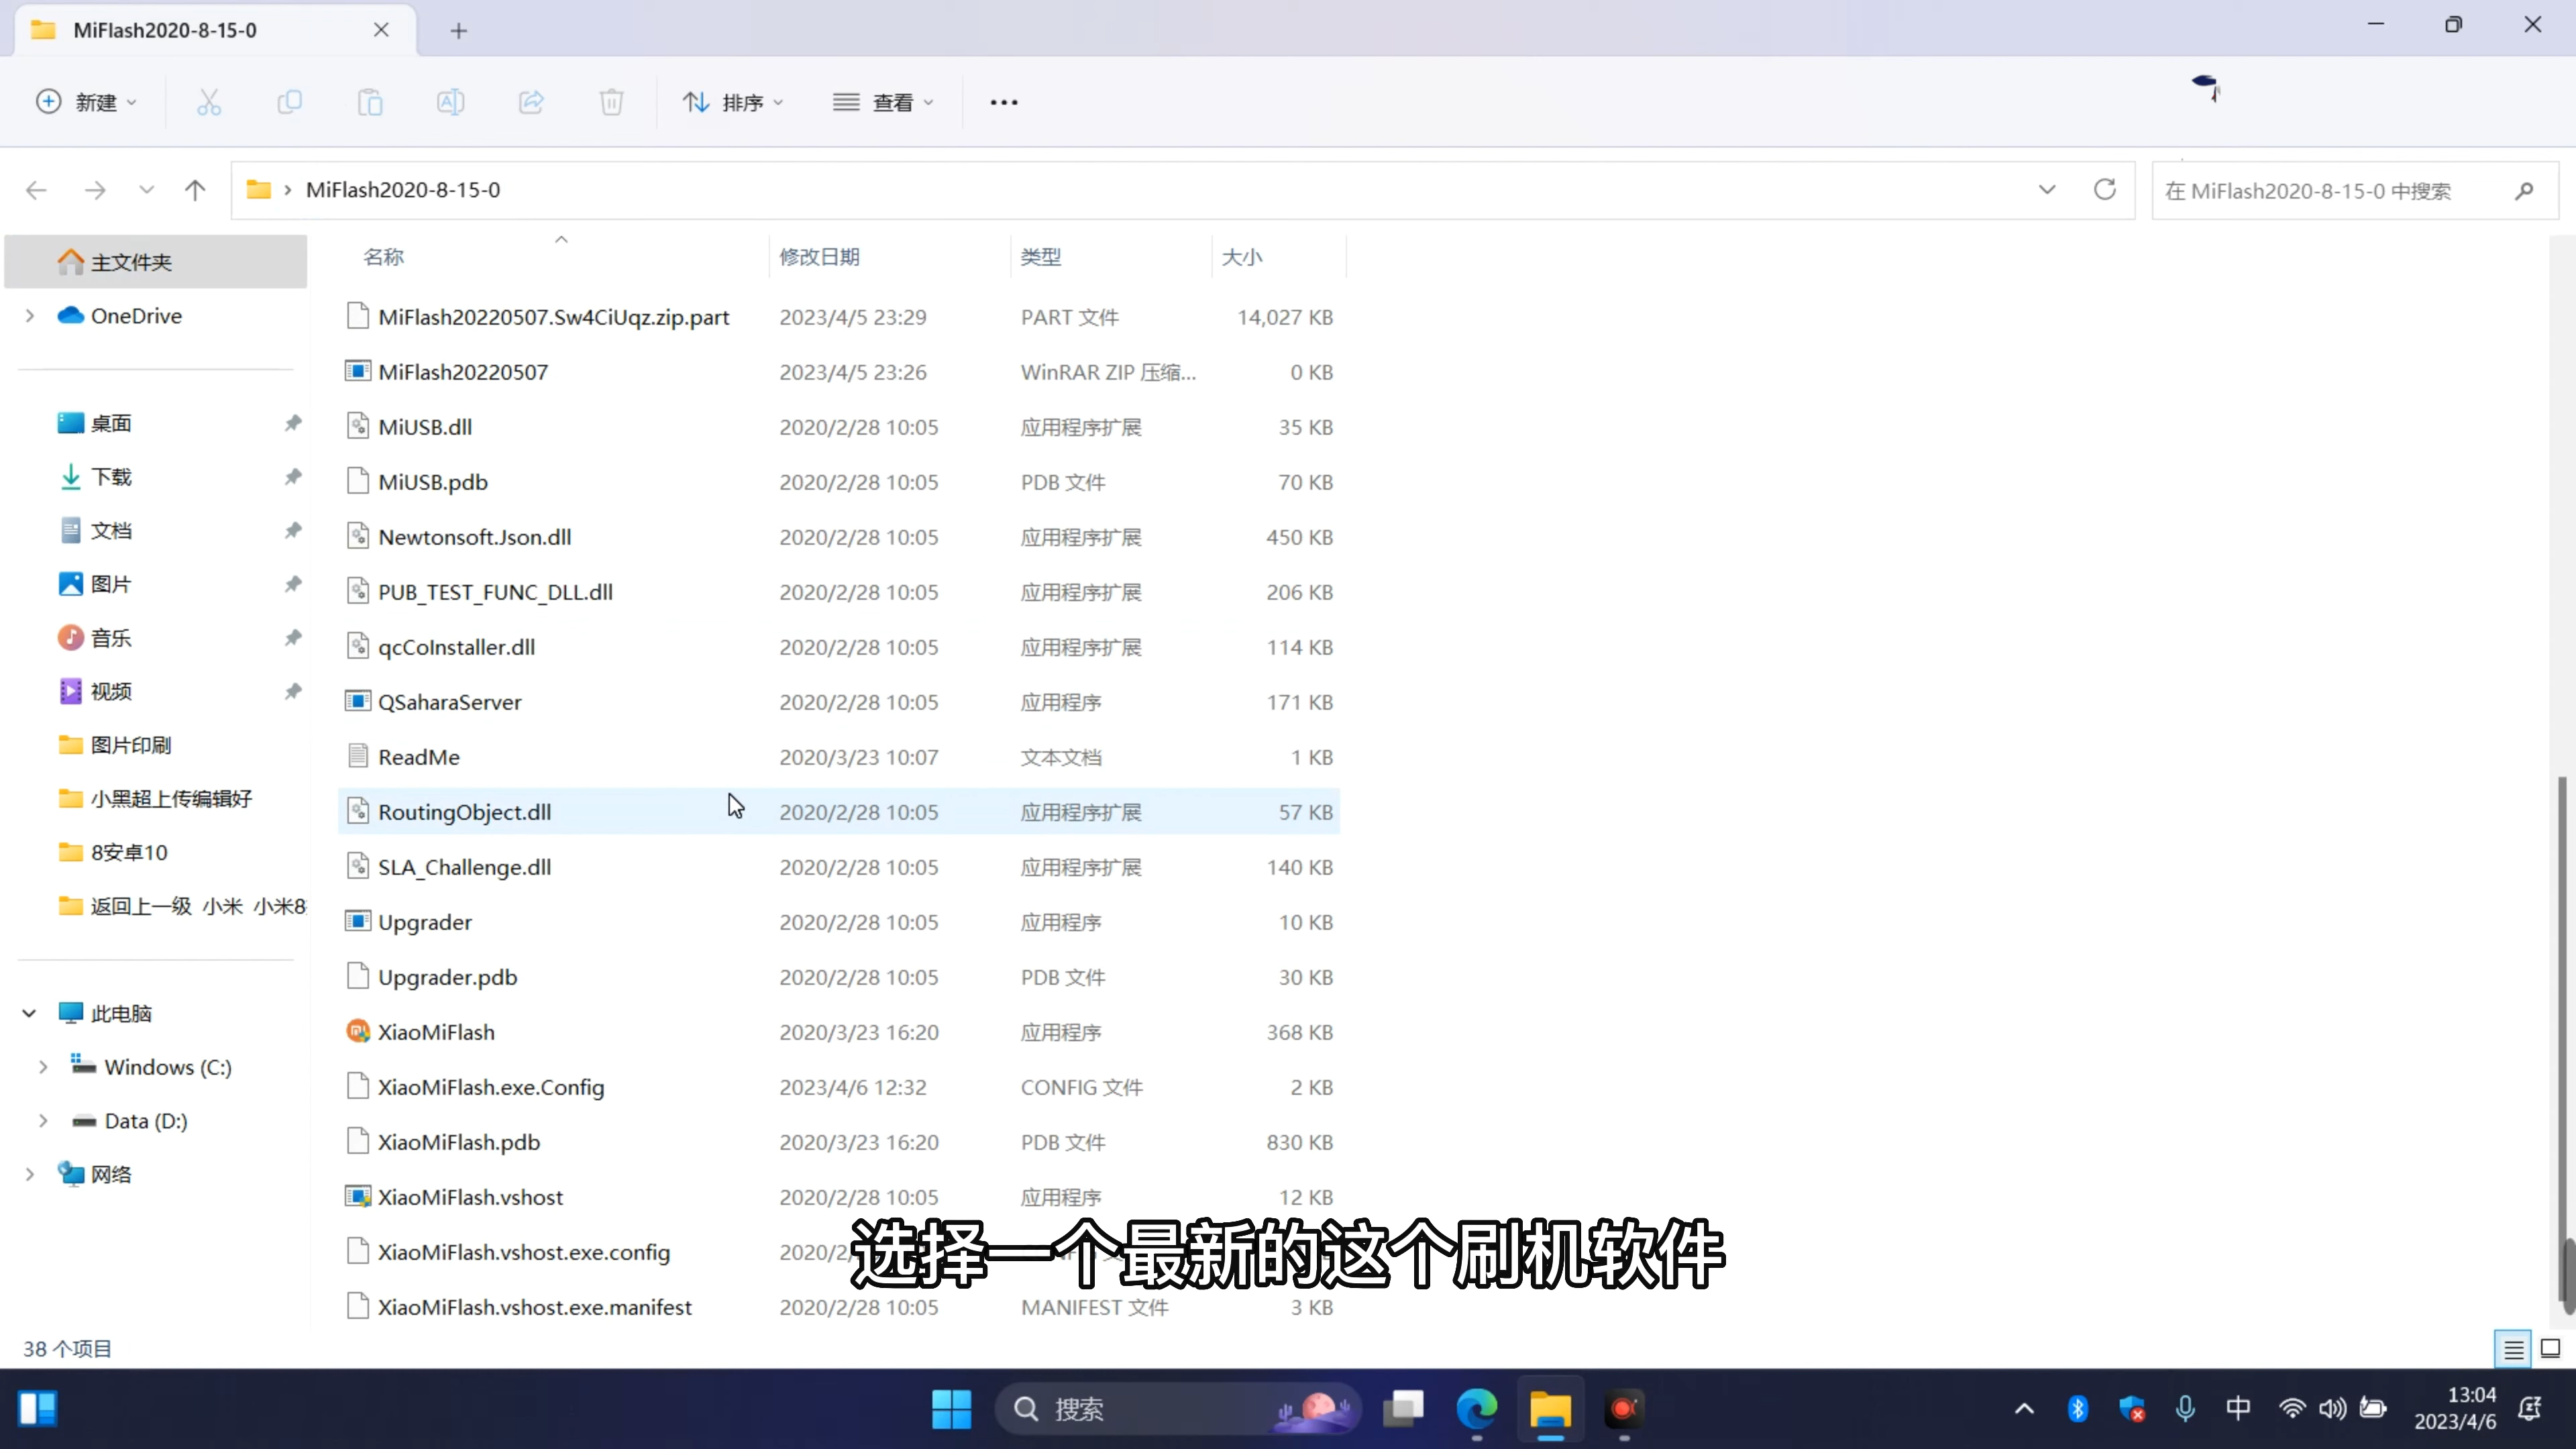 MiFlash2020-8-15-0
新建
排序
查看
MiFlash2020-8-15-0
在 MiFlash2020-8-15-0 中搜索
主文件夹
OneDrive
桌面
下载
文档
图片
音乐
视频
图片印刷
小黑超上传编辑好
8安卓10
返回上一级 小米 小米8
此电脑
Windows (C:)
Data (D:)
网络
名称 修改日期 类型 大小
MiFlash20220507.Sw4CiUqz.zip.part 2023/4/5 23:29 PART 文件 14,027 KB
MiFlash20220507 2023/4/5 23:26 WinRAR ZIP 压缩... 0 KB
MiUSB.dll 2020/2/28 10:05 应用程序扩展 35 KB
MiUSB.pdb 2020/2/28 10:05 PDB 文件 70 KB
Newtonsoft.Json.dll 2020/2/28 10:05 应用程序扩展 450 KB
PUB_TEST_FUNC_DLL.dll 2020/2/28 10:05 应用程序扩展 206 KB
qcCoInstaller.dll 2020/2/28 10:05 应用程序扩展 114 KB
QSaharaServer 2020/2/28 10:05 应用程序 171 KB
ReadMe 2020/3/23 10:07 文本文档 1 KB
RoutingObject.dll 2020/2/28 10:05 应用程序扩展 57 KB
SLA_Challenge.dll 2020/2/28 10:05 应用程序扩展 140 KB
Upgrader 2020/2/28 10:05 应用程序 10 KB
Upgrader.pdb 2020/2/28 10:05 PDB 文件 30 KB
XiaoMiFlash 2020/3/23 16:20 应用程序 368 KB
XiaoMiFlash.exe.Config 2023/4/6 12:32 CONFIG 文件 2 KB
XiaoMiFlash.pdb 2020/3/23 16:20 PDB 文件 830 KB
XiaoMiFlash.vshost 2020/2/28 10:05 应用程序 12 KB
XiaoMiFlash.vshost.exe.config 2020/2/
选择一个最新的这个刷机软件
XiaoMiFlash.vshost.exe.manifest 2020/2/28 10:05 MANIFEST 文件 3 KB
38 个项目
搜索
中
13:04
2023/4/6